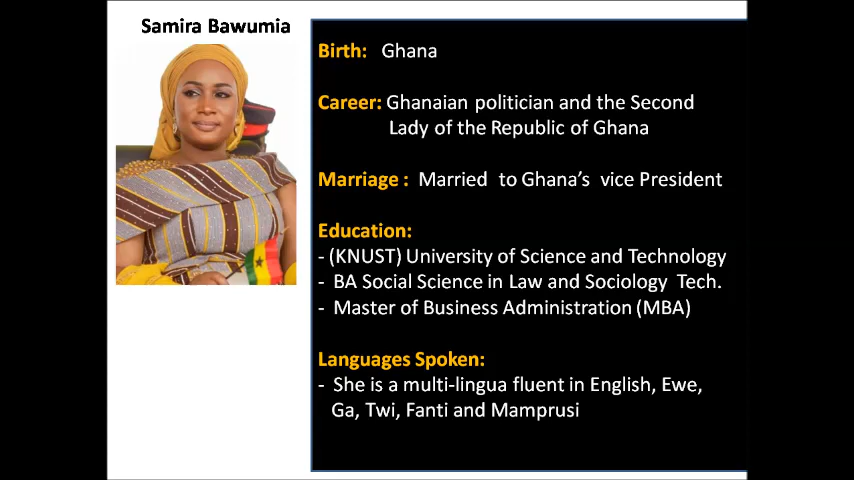 Samira Bawumia
Birth: Ghana
Career: Ghanaian politician and the Second
Lady of the Republic of Ghana
Marriage : Married to Ghana’s vice President
Education:
- (KNUST) University of Science and Technology
- BA Social Science in Law and Sociology Tech.
- Master of Business Administration (MBA)
Languages Spoken:
- She is a multi-lingua fluent in English, Ewe,
Ga, Twi, Fanti and Mamprusi